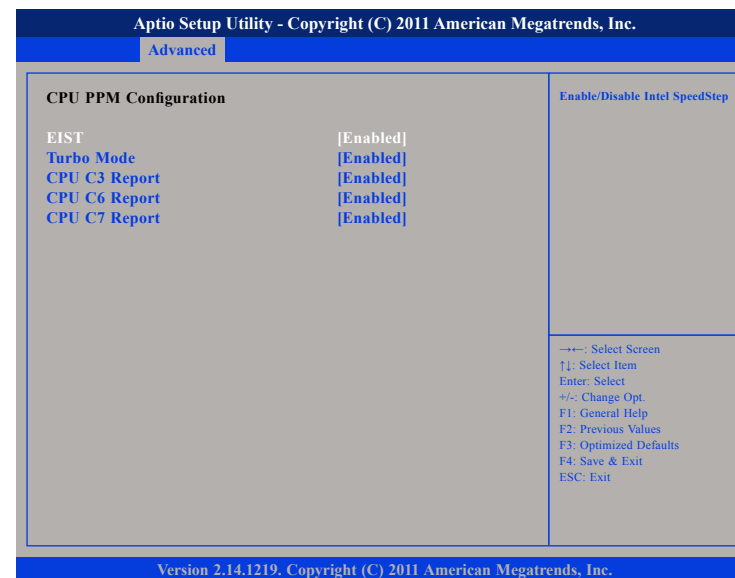 Aptio Setup Utility - Copyright (C) 2011 American Megatrends, Inc.
Advanced
CPU PPM Configuration
EIST [Enabled]
Turbo Mode [Enabled]
CPU C3 Report [Enabled]
CPU C6 Report [Enabled]
CPU C7 Report [Enabled]
Enable/Disable Intel SpeedStep
→←: Select Screen
↑↓: Select Item
Enter: Select
+/-: Change Opt.
F1: General Help
F2: Previous Values
F3: Optimized Defaults
F4: Save & Exit
ESC: Exit
Version 2.14.1219. Copyright (C) 2011 American Megatrends, Inc.